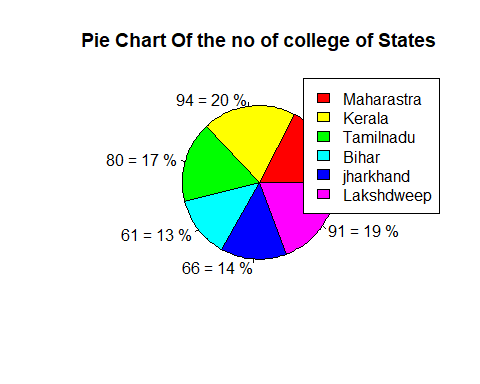 Pie Chart Of the no of college of States
94 = 20 %
Maharastra
Kerala
Tamilnadu
Bihar
jharkhand
Lakshdweep
80 = 17 %
61 = 13 %
66 = 14 %
91 = 19 %